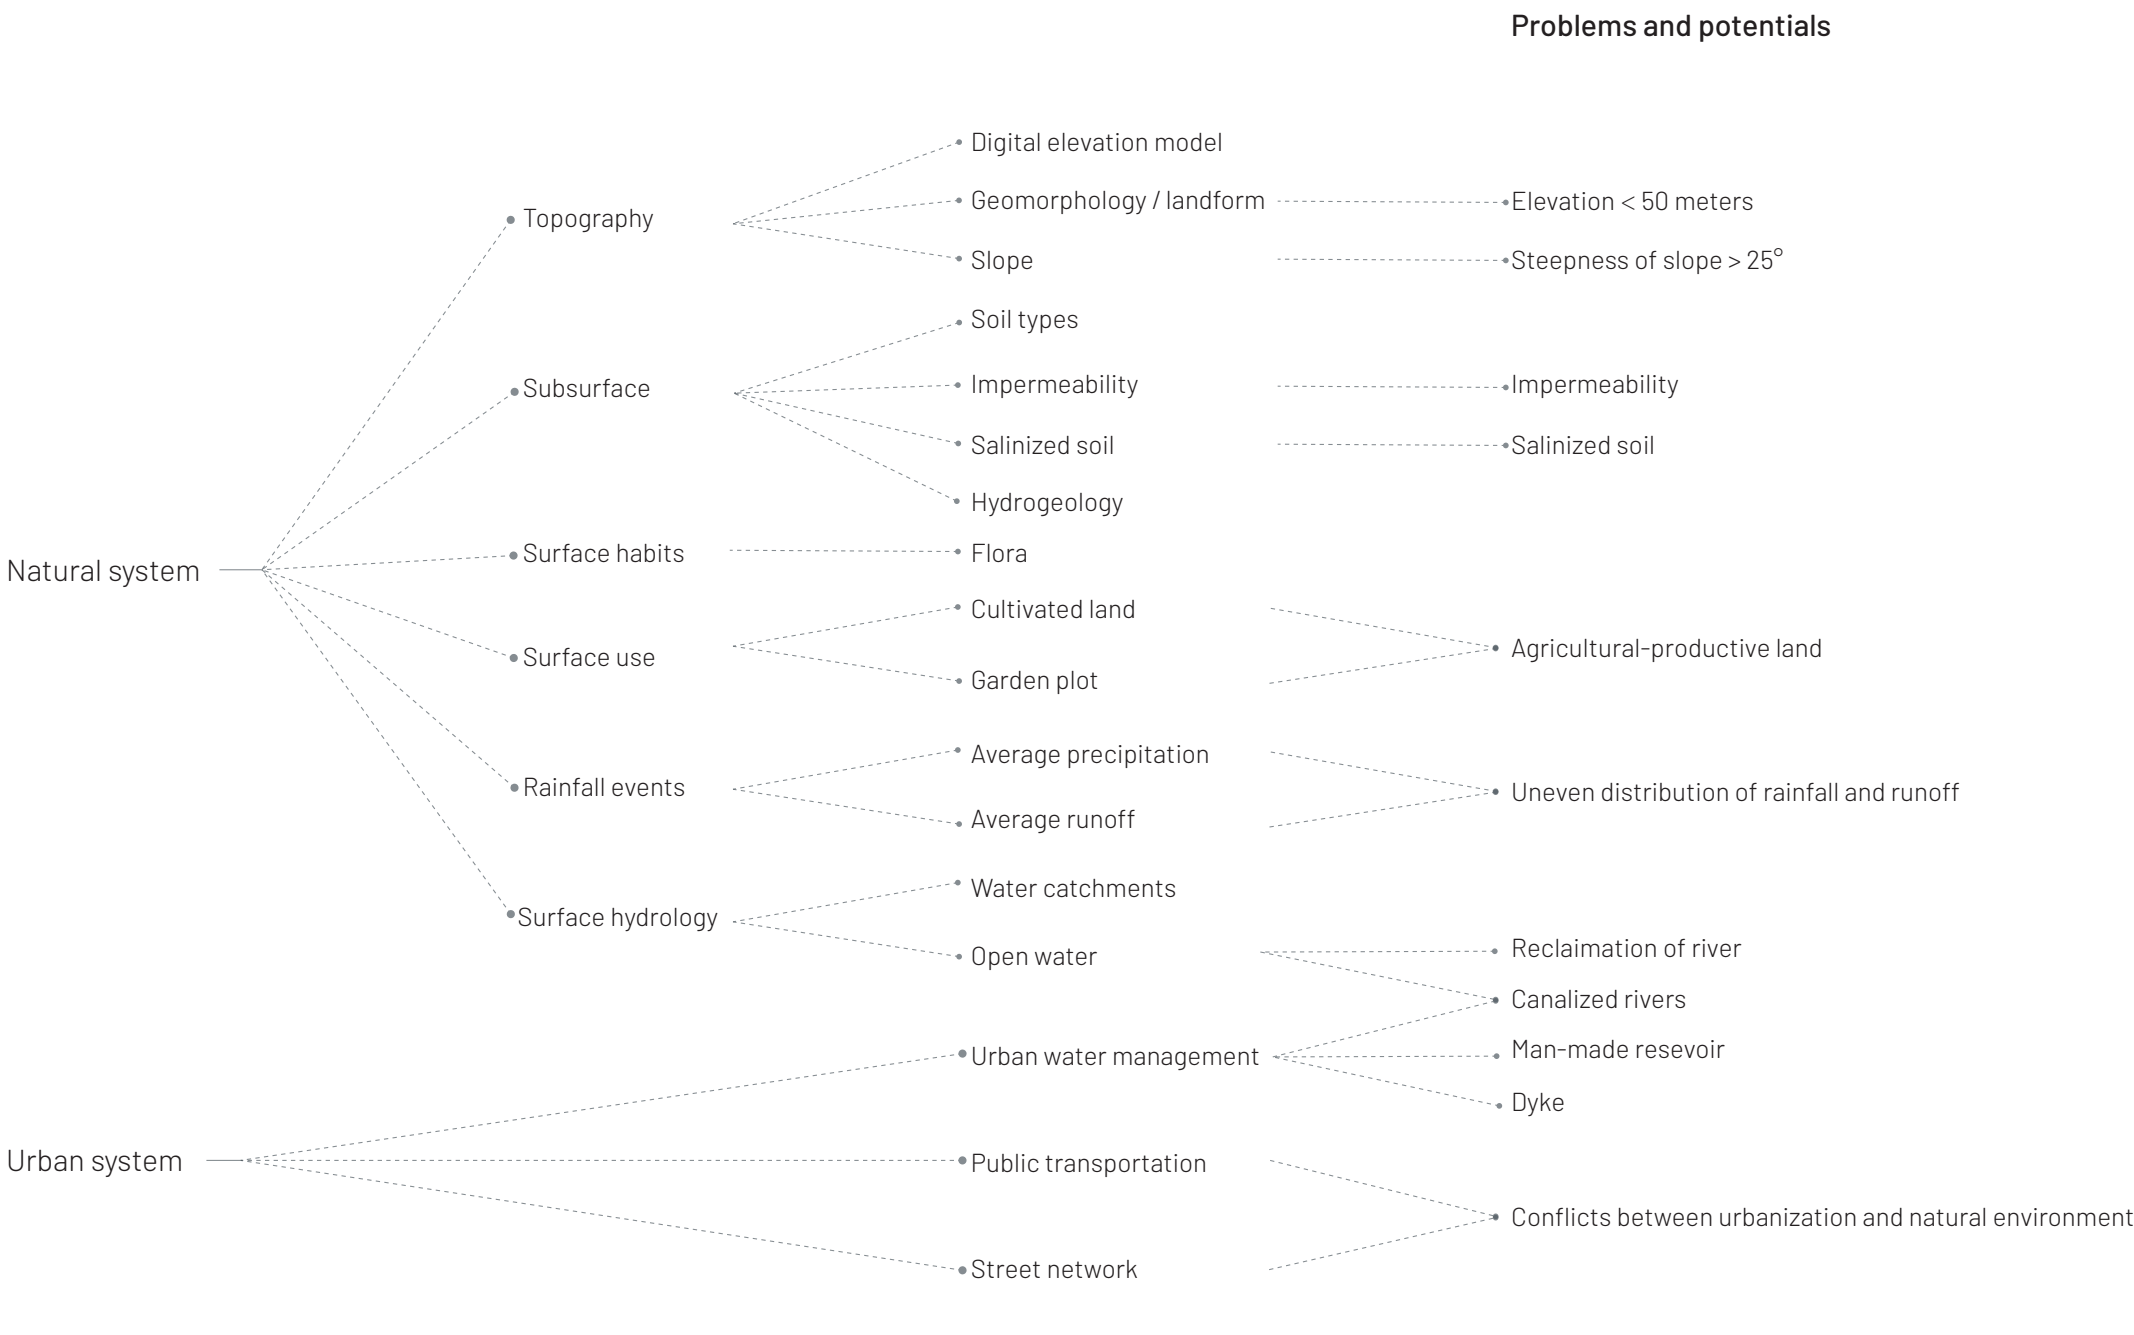 Problems and potentials
Digital elevation model
Geomorphology / landform
Elevation < 50 meters
Topography
Slope
Steepness of slope > 25°
Soil types
Subsurface
Impermeability
Impermeability
Salinized soil
Salinized soil
Hydrogeology
Natural system
Surface habits
Flora
Cultivated land
Surface use
Agricultural-productive land
Garden plot
Average precipitation
Rainfall events
Uneven distribution of rainfall and runoff
Average runoff
Water catchments
Surface hydrology
Open water
Reclaimation of river
Canalized rivers
Urban water management
Man-made resevoir
Dyke
Urban system
Public transportation
Conflicts between urbanization and natural environment
Street network